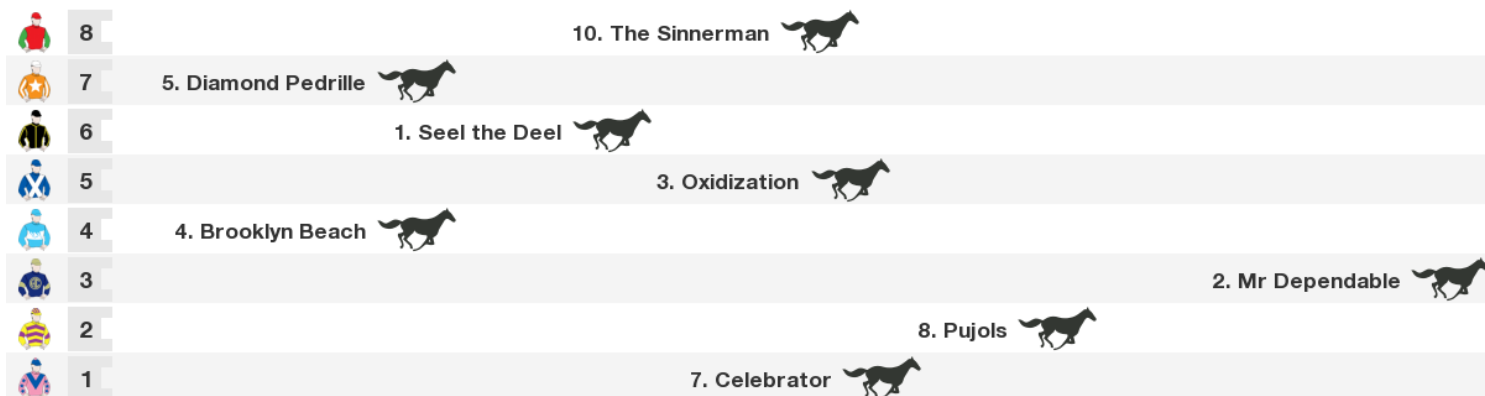 8 10. The Sinnerman
7 5. Diamond Pedrille
6 1. Seel the Deel
5 3. Oxidization
4 4. Brooklyn Beach
3 2. Mr Dependable
2 8. Pujols
1 7. Celebrator